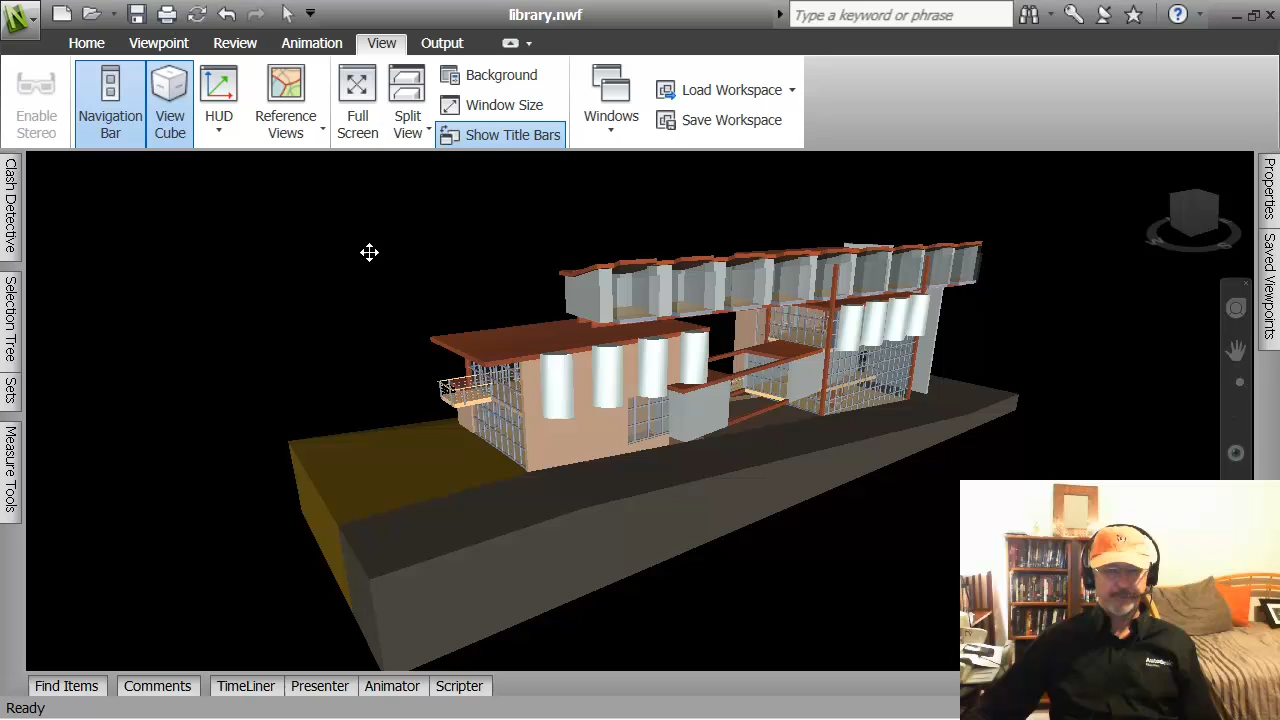 library.nwf
Type a keyword or phrase
Home
Viewpoint
Review
Animation
View
Output
Enable Stereo
Navigation Bar
View Cube
HUD
Reference Views
Full Screen
Split View
Background
Window Size
Show Title Bars
Windows
Load Workspace
Save Workspace
Clash Detective
Selection Tree
Sets
Measure Tools
Properties
Saved Viewpoints
Find Items
Comments
TimeLiner
Presenter
Animator
Scripter
Ready